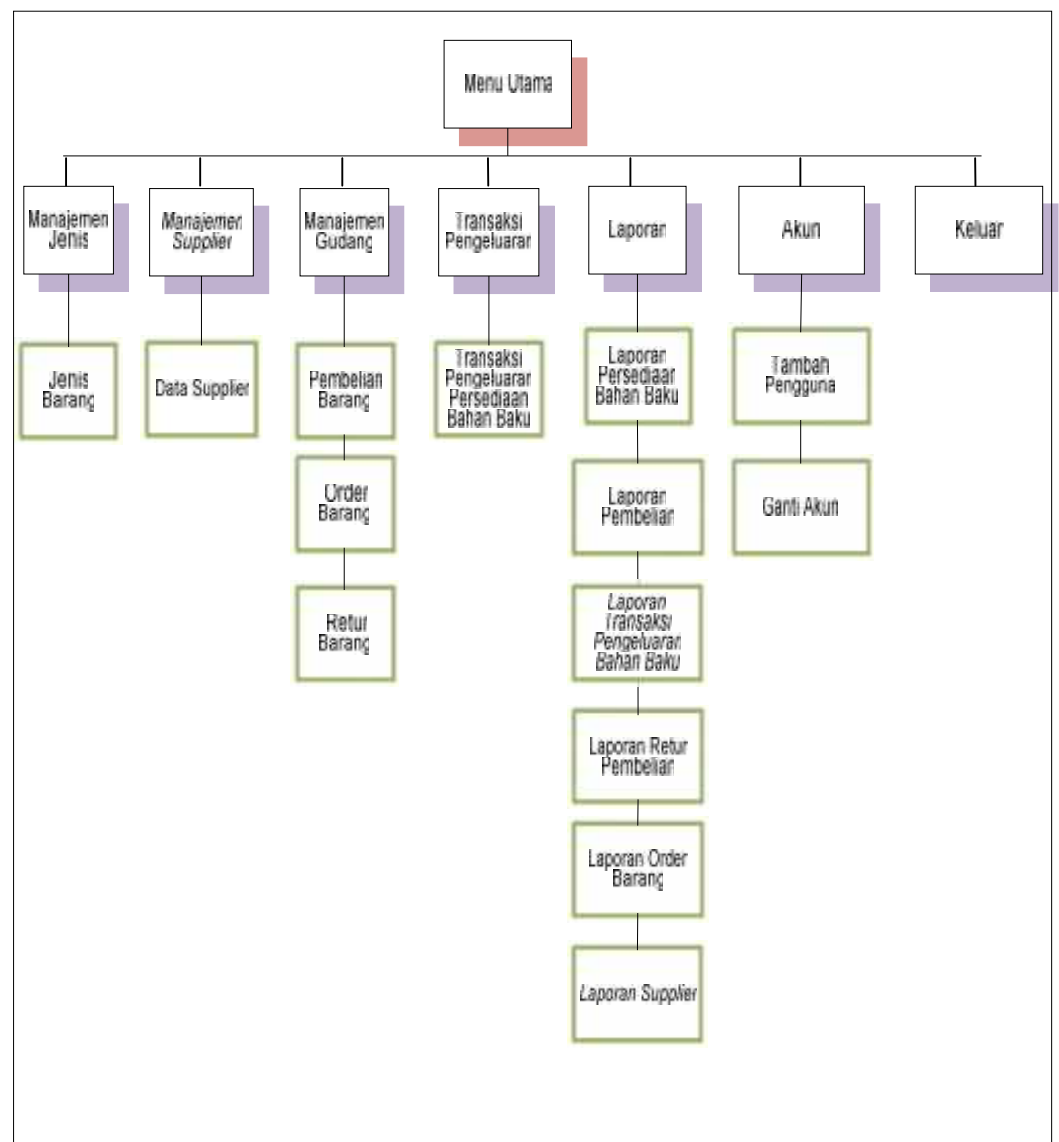 Menu Utama
Manajemen
Jenis
Manajemen
Supplier
Manajemen
Gudang
Transaksi
Pengeluaran
Laporan
Akun
Keluar
Jenis
Barang
Data Supplier
Pembelian
Barang
Transaksi
Pengeluaran
Persediaan
Bahan Baku
Laporan
Persediaan
Bahan Baku
Tambah
Pengguna
Order
Barang
Laporan
Pembelian
Ganti Akun
Retur
Barang
Laporan
Transaksi
Pengeluaran
Bahan Baku
Laporan Retur
Pembelian
Laporan Order
Barang
Laporan Supplier